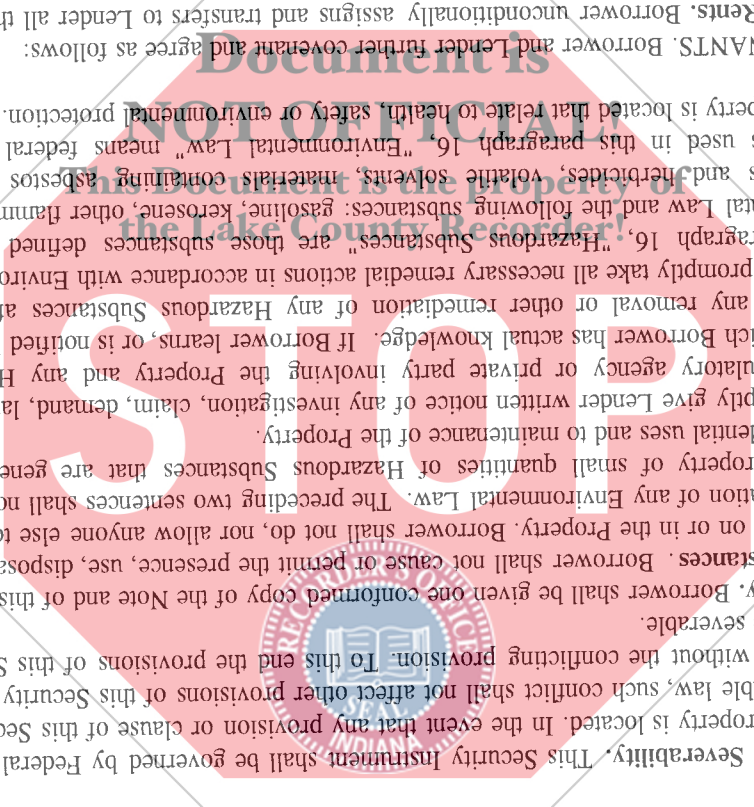 Severability. This Security Instrument shall be governed by Federal
roperty is located. In the event that any provision or clause of this Sec
ble law, such conflict shall not affect other provisions of this Security
without the conflicting provision. To this end the provisions of this S
severable.
y. Borrower shall be given one conformed copy of the Note and of this
stances. Borrower shall not cause or permit the presence, use, disposa
on or in the Property. Borrower shall not do, nor allow anyone else to
ation of any Environmental Law. The preceding two sentences shall no
roperty of small quantities of Hazardous Substances that are gene
dential uses and to maintenance of the Property.
ptly give Lender written notice of any investigation, claim, demand, la
ulatory agency or private party involving the Property and any H
ich Borrower has actual knowledge. If Borrower learns, or is notified
any removal or other remediation of any Hazardous Substances af
promptly take all necessary remedial actions in accordance with Enviro
ragraph 16, "Hazardous Substances" are those substances defined
tal Law and the following substances: gasoline, kerosene, other flamm
s and herbicides, volatile solvents, materials containing asbestos
s used in this paragraph 16, "Environmental Law" means federal
perty is located that relate to health, safety or environmental protection.
NANTS. Borrower and Lender further covenant and agree as follows:
Rents. Borrower unconditionally assigns and transfers to Lender all th
Document is
NOT OFFICIAL!
This Document is the property of
the Lake County Recorder!
STOP
RECORDER'S OFFICE
SEAL
INDIANA